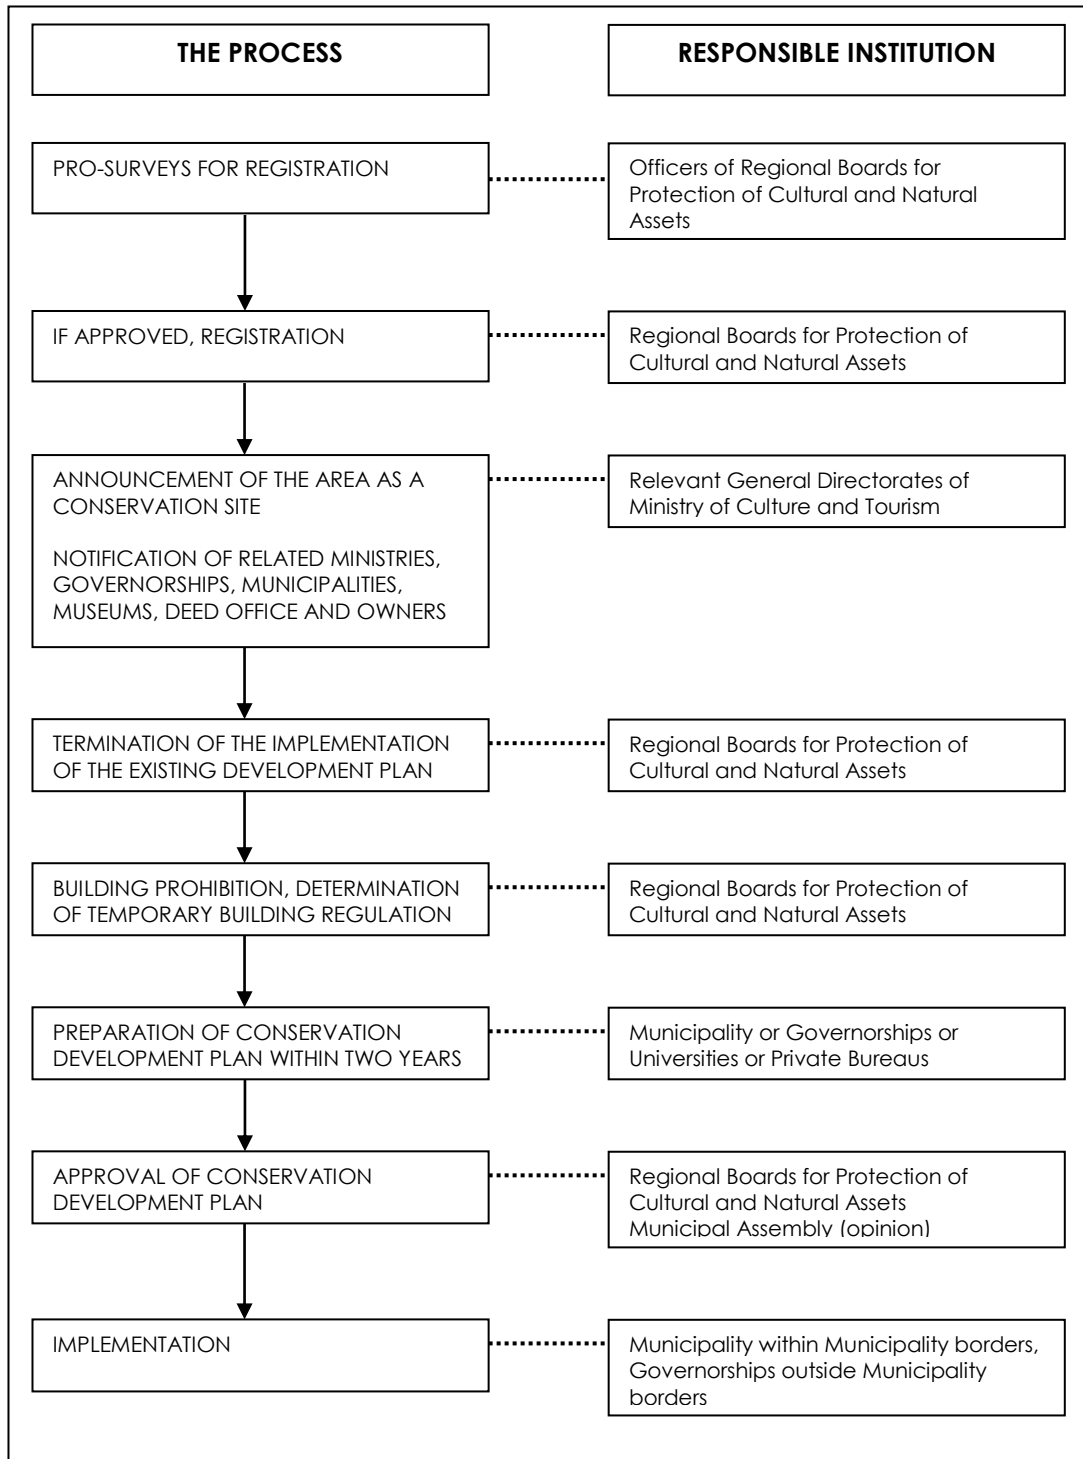 THE PROCESS
RESPONSIBLE INSTITUTION
PRO-SURVEYS FOR REGISTRATION
Officers of Regional Boards for
Protection of Cultural and Natural
Assets
IF APPROVED, REGISTRATION
Regional Boards for Protection of
Cultural and Natural Assets
ANNOUNCEMENT OF THE AREA AS A
CONSERVATION SITE
NOTIFICATION OF RELATED MINISTRIES,
GOVERNORSHIPS, MUNICIPALITIES,
MUSEUMS, DEED OFFICE AND OWNERS
Relevant General Directorates of
Ministry of Culture and Tourism
TERMINATION OF THE IMPLEMENTATION
OF THE EXISTING DEVELOPMENT PLAN
Regional Boards for Protection of
Cultural and Natural Assets
BUILDING PROHIBITION, DETERMINATION
OF TEMPORARY BUILDING REGULATION
Regional Boards for Protection of
Cultural and Natural Assets
PREPARATION OF CONSERVATION
DEVELOPMENT PLAN WITHIN TWO YEARS
Municipality or Governorships or
Universities or Private Bureaus
APPROVAL OF CONSERVATION
DEVELOPMENT PLAN
Regional Boards for Protection of
Cultural and Natural Assets
Municipal Assembly (opinion)
IMPLEMENTATION
Municipality within Municipality borders,
Governorships outside Municipality
borders